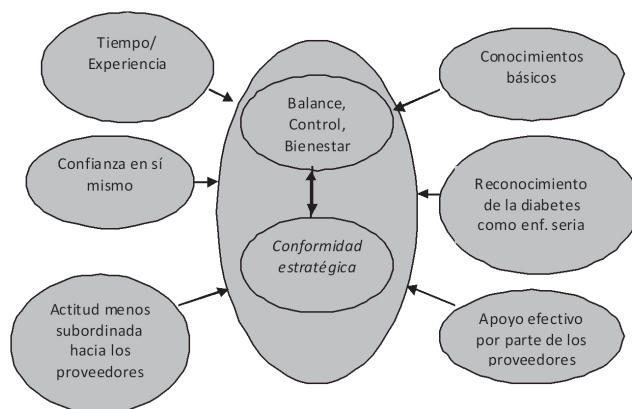 Tiempo/
Experiencia
Conocimientos
básicos
Balance,
Control,
Bienestar
Confianza en sí
mismo
Reconocimiento
de la diabetes
como enf. seria
Conformidad
estratégica
Actitud menos
subordinada
hacia los
proveedores
Apoyo efectivo
por parte de los
proveedores